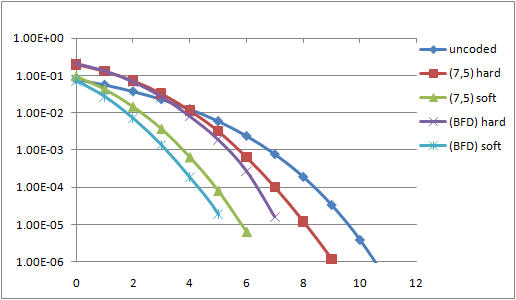 1.00E+00
1.00E-01
1.00E-02
1.00E-03
1.00E-04
1.00E-05
1.00E-06
0 2 4 6 8 10 12
uncoded
(7,5) hard
(7,5) soft
(BFD) hard
(BFD) soft